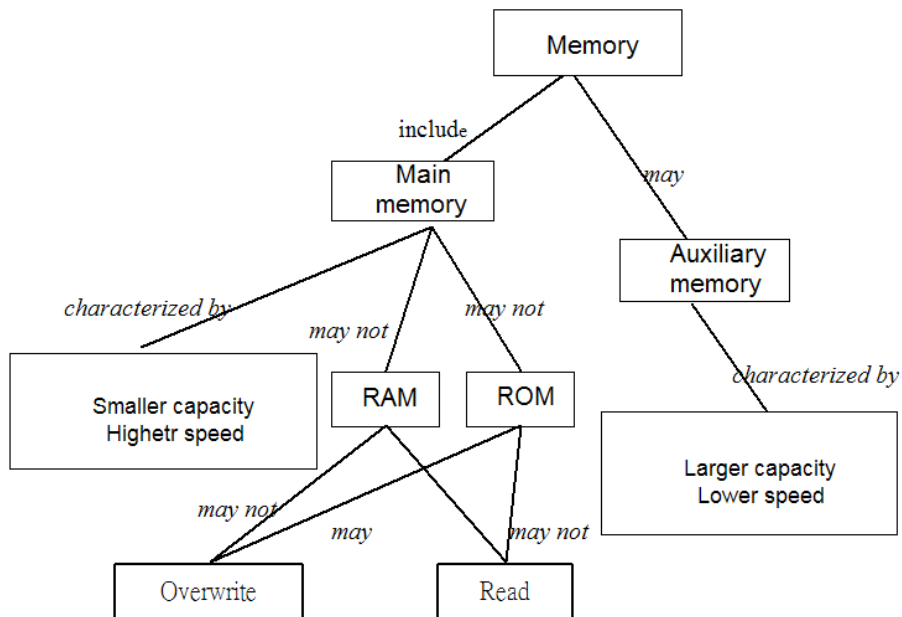 Memory
include
Main
memory
may
Auxiliary
memory
characterized by
may not
may not
characterized by
Smaller capacity
Highetr speed
RAM
ROM
Larger capacity
Lower speed
may not
may
may not
Overwrite
Read